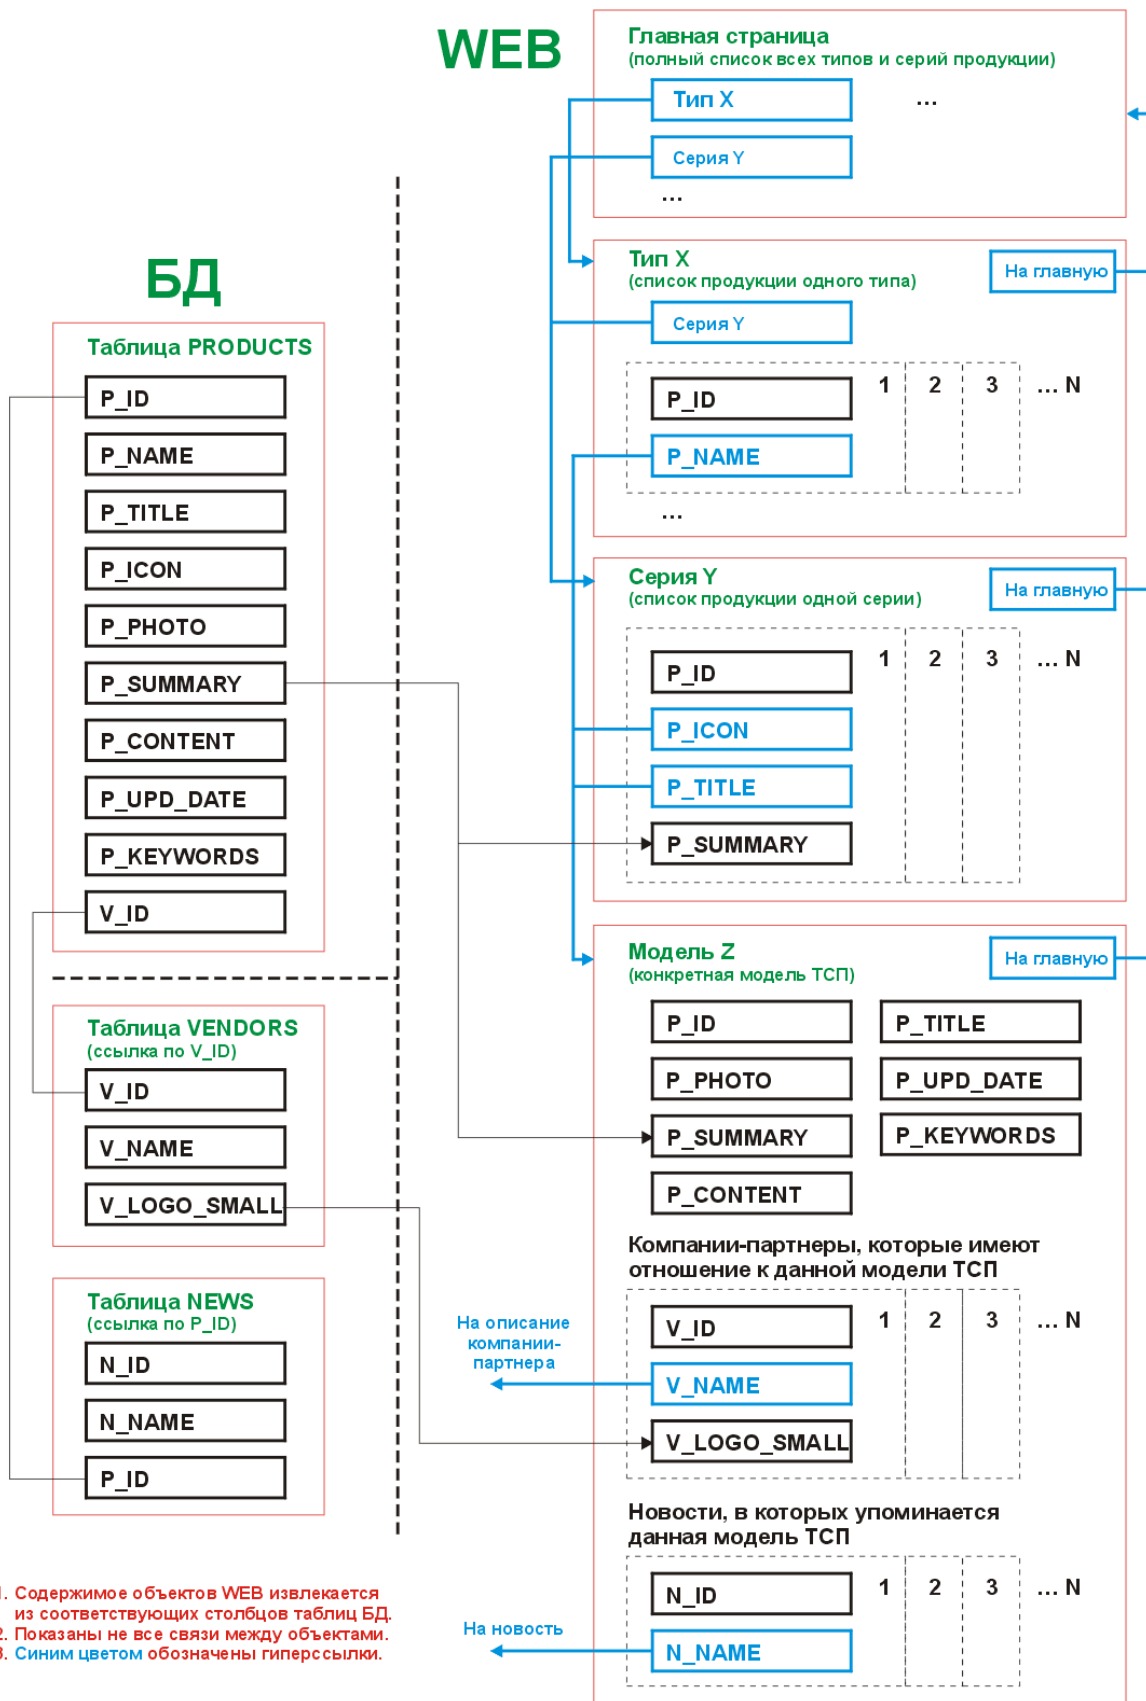 WEB
Главная страница
(полный список всех типов и серий продукции)
Тип X
...
Серия Y
...
Тип X
(список продукции одного типа)
На главную
Серия Y
P_ID
1
2
3
... N
P_NAME
...
Серия Y
(список продукции одной серии)
На главную
P_ID
1
2
3
... N
P_ICON
P_TITLE
P_SUMMARY
Модель Z
(конкретная модель ТСП)
На главную
P_ID
P_TITLE
P_PHOTO
P_UPD_DATE
P_SUMMARY
P_KEYWORDS
P_CONTENT
Компании-партнеры, которые имеют
отношение к данной модели ТСП
V_ID
1
2
3
... N
V_NAME
V_LOGO_SMALL
На описание
компании-
партнера
Новости, в которых упоминается
данная модель ТСП
N_ID
1
2
3
... N
N_NAME
На новость
БД
Таблица PRODUCTS
P_ID
P_NAME
P_TITLE
P_ICON
P_PHOTO
P_SUMMARY
P_CONTENT
P_UPD_DATE
P_KEYWORDS
V_ID
Таблица VENDORS
(ссылка по V_ID)
V_ID
V_NAME
V_LOGO_SMALL
Таблица NEWS
(ссылка по P_ID)
N_ID
N_NAME
P_ID
1. Содержимое объектов WEB извлекается
из соответствующих столбцов таблиц БД.
2. Показаны не все связи между объектами.
3. Синим цветом обозначены гиперссылки.